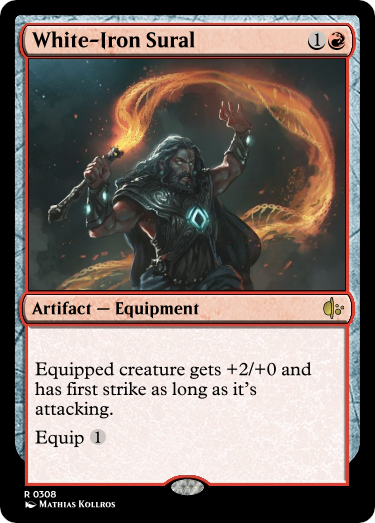 White-Iron Sural 1
Artifact — Equipment
Equipped creature gets +2/+0 and
has first strike as long as it's
attacking.
Equip 1
R 0308
Mathias Kollros